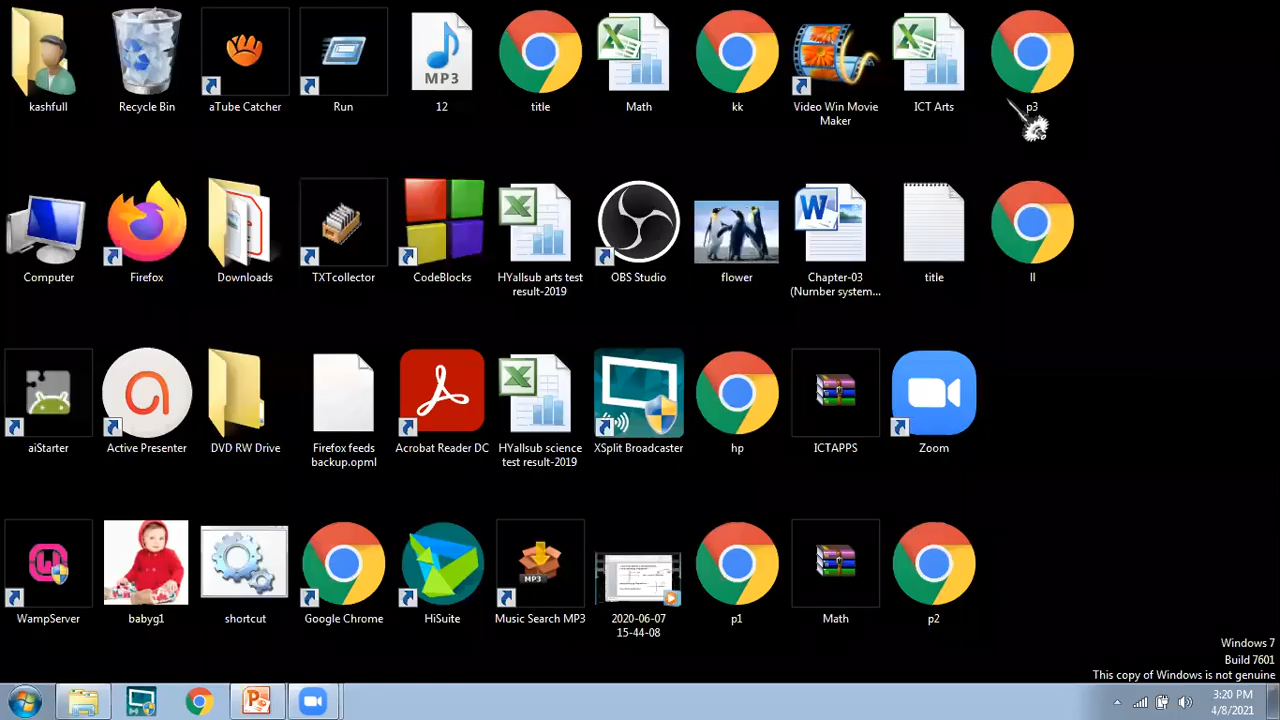 kashfull
Recycle Bin
aTube Catcher
Run
MP3
12
title
Math
kk
Video Win Movie
Maker
ICT Arts
p3
Computer
Firefox
Downloads
TXTcollector
CodeBlocks
HYallsub arts test
result-2019
OBS Studio
flower
Chapter-03
(Number system...
title
ll
aiStarter
Active Presenter
DVD RW Drive
Firefox feeds
backup.opml
Acrobat Reader DC
HYallsub science
test result-2019
XSplit Broadcaster
hp
ICTAPPS
Zoom
WampServer
babyg1
shortcut
Google Chrome
HiSuite
MP3
Music Search MP3
2020-06-07
15-44-08
p1
Math
p2
Windows 7
Build 7601
This copy of Windows is not genuine
3:20 PM
4/8/2021